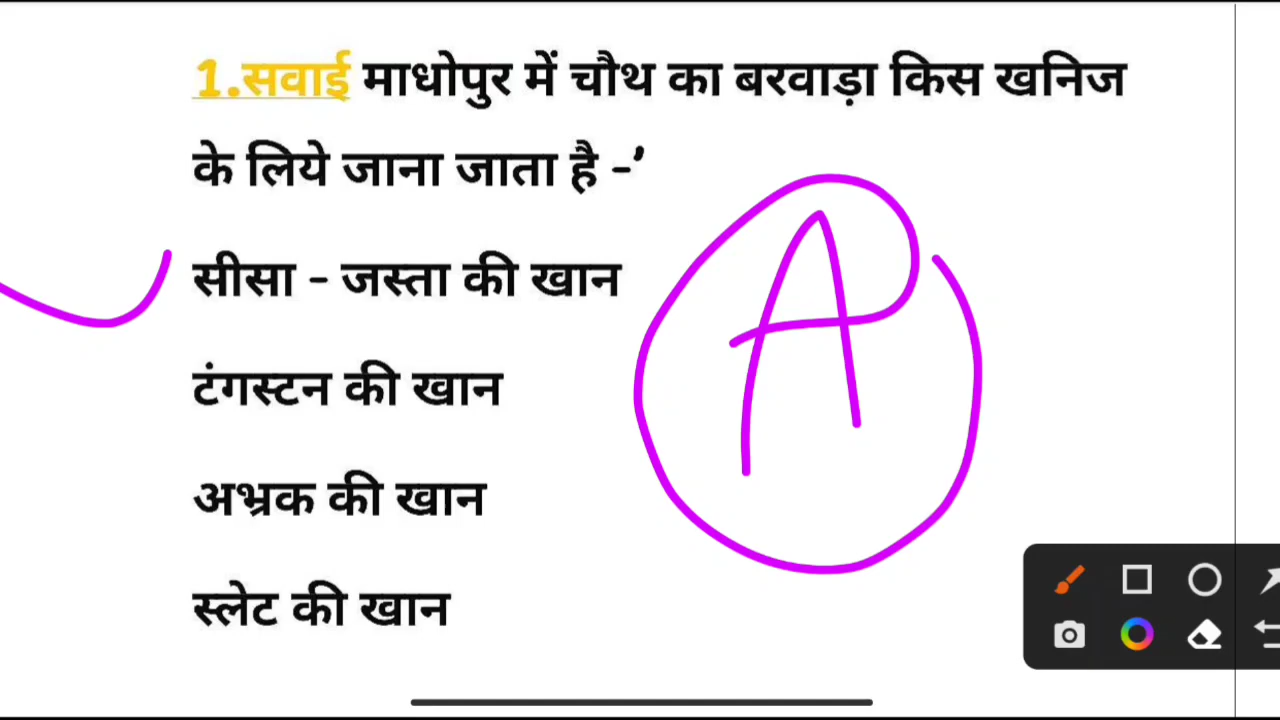 1.सवाई माधोपुर में चौथ का बरवाड़ा किस खनिज
के लिये जाना जाता है -’
सीसा - जस्ता की खान
A
टंगस्टन की खान
अभ्रक की खान
स्लेट की खान